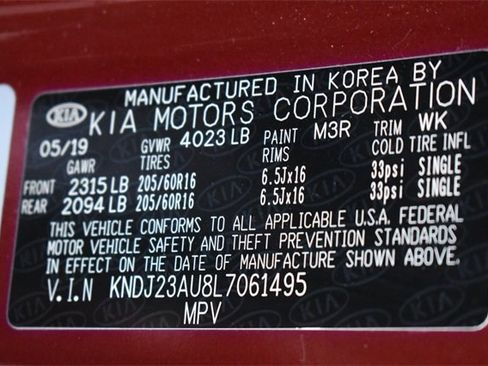 MANUFACTURED IN KOREA BY
KIA KIA MOTORS CORPORATION
05/19 GVWR 4023 LB PAINT M3R TRIM WK
GAWR TIRES RIMS COLD TIRE INFL
FRONT 2315 LB 205/60R16 6.5Jx16 33psi SINGLE
REAR 2094 LB 205/60R16 6.5Jx16 33psi SINGLE
THIS VEHICLE CONFORMS TO ALL APPLICABLE U.S.A. FEDERAL
MOTOR VEHICLE SAFETY AND THEFT PREVENTION STANDARDS
IN EFFECT ON THE DATE OF MANUFACTURE SHOWN ABOVE.
V.I.N KNDJ23AU8L7061495
MPV